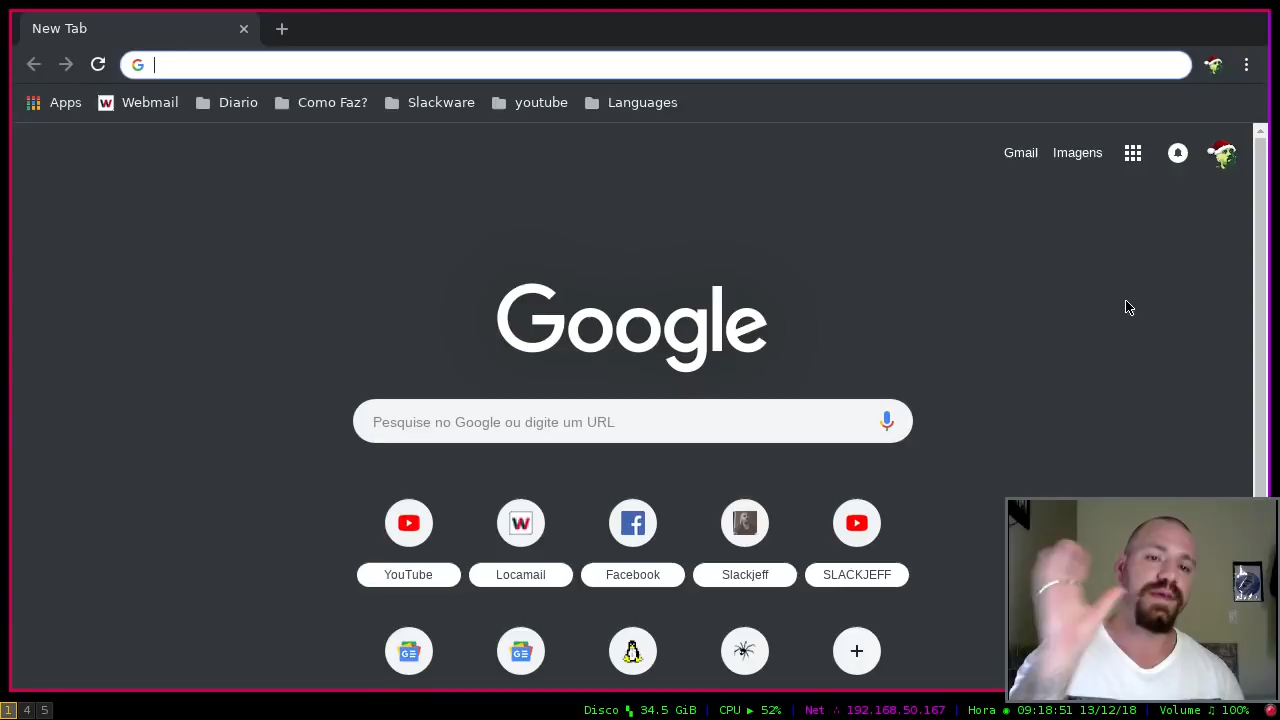 New Tab
Apps Webmail Diario Como Faz? Slackware youtube Languages
Gmail Imagens
Google
Pesquise no Google ou digite um URL
YouTube Locamail Facebook Slackjeff SLACKJEFF
1 4 5 Disco 34.5 GiB | CPU ▶ 52% | Net ∴ 192.168.50.167 | Hora ◉ 09:18:51 13/12/18 | Volume ♫ 100%